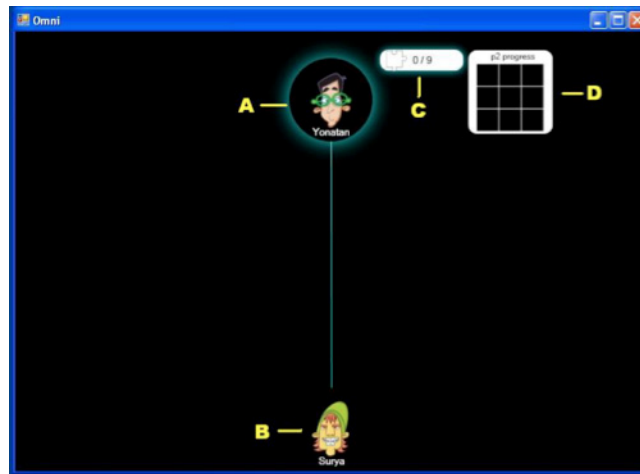 Omni
p2.progress
0 / 9
A
D
C
Yonatan
B
Surya